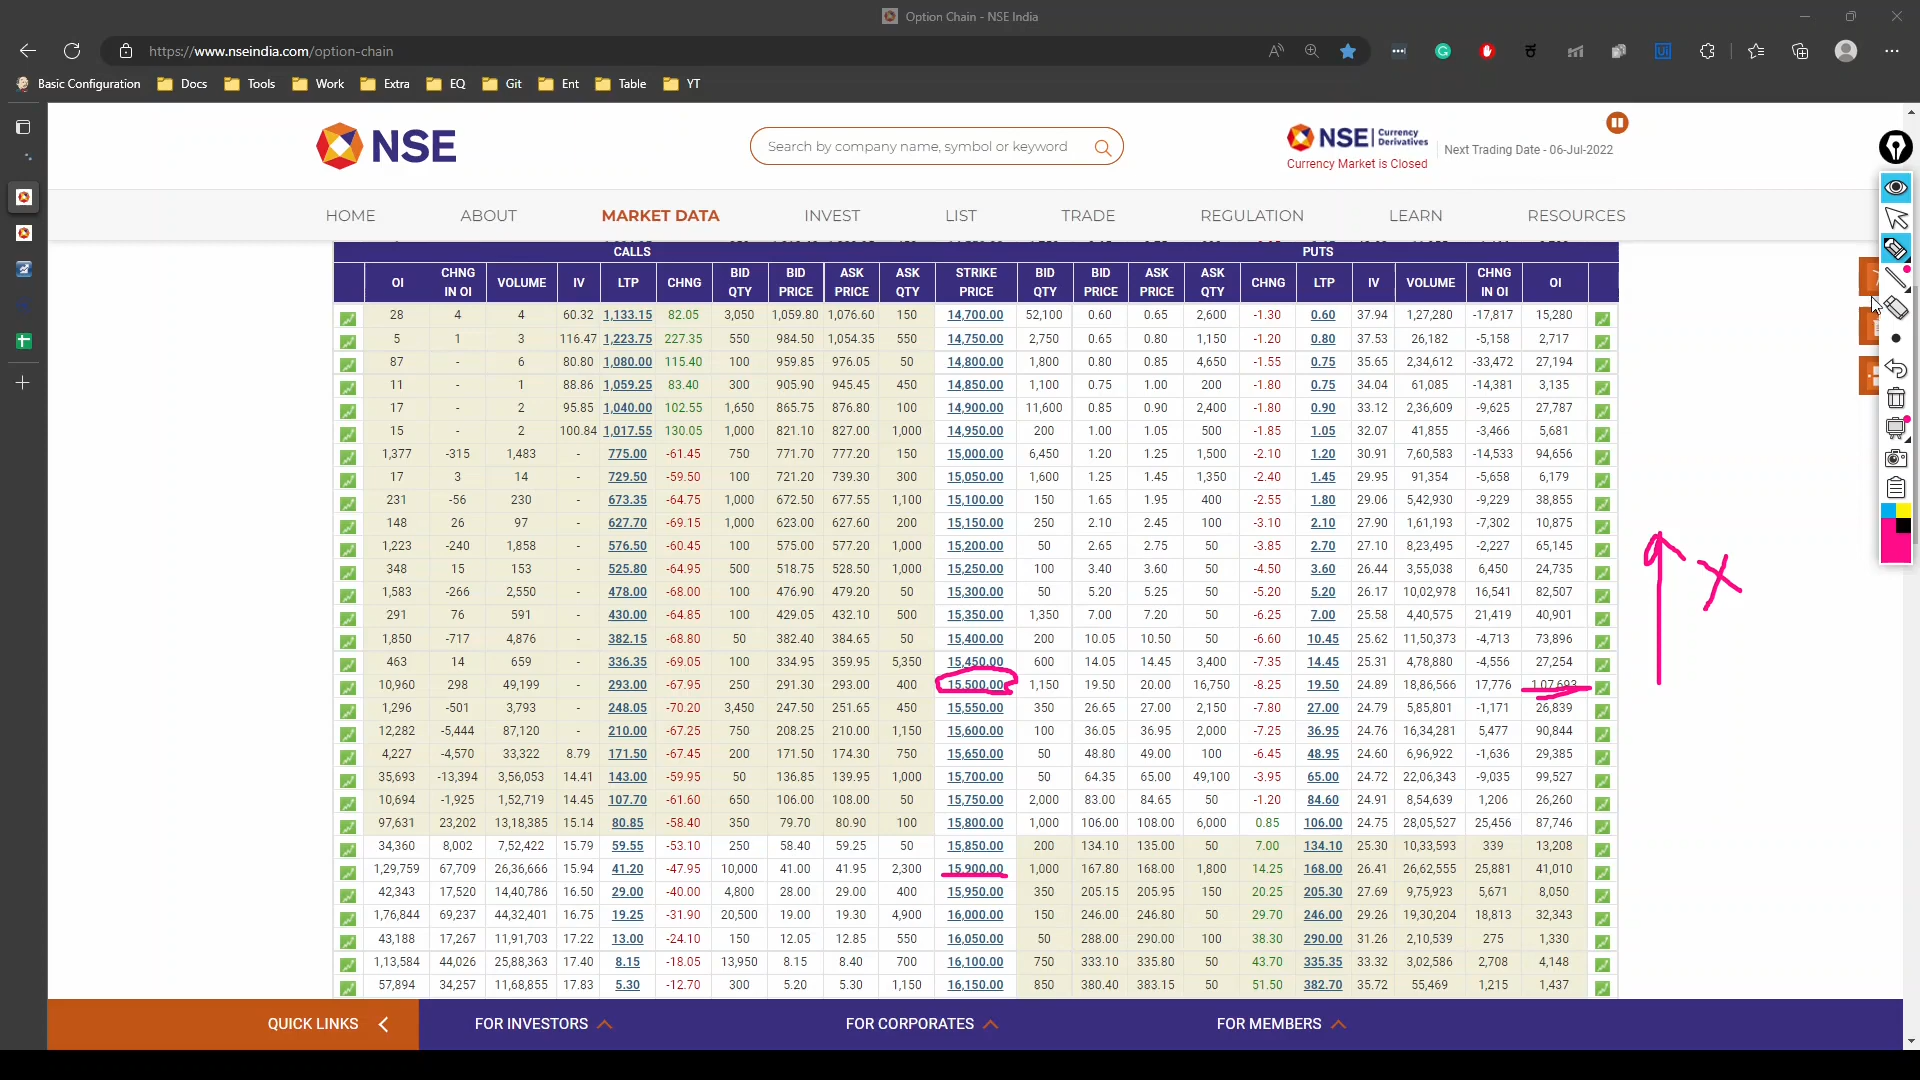 Option Chain - NSE India
https://www.nseindia.com/option-chain
Basic Configuration Docs Tools Work Extra EQ Git Ent Table YT
NSE
Search by company name, symbol or keyword
NSE Currency Derivatives
Currency Market is Closed
Next Trading Date - 06-Jul-2022
HOME ABOUT MARKET DATA INVEST LIST TRADE REGULATION LEARN RESOURCES
CALLS PUTS
OI CHNG IN OI VOLUME IV LTP CHNG BID QTY BID PRICE ASK PRICE ASK QTY STRIKE PRICE BID QTY BID PRICE ASK PRICE ASK QTY CHNG LTP IV VOLUME CHNG IN OI OI
28 4 4 60.32 1,133.15 82.05 3,050 1,059.80 1,076.60 150 14,700.00 52,100 0.60 0.65 2,600 -1.30 0.60 37.94 1,27,280 -17,817 15,280
5 1 3 116.47 1,223.75 227.35 550 984.50 1,054.35 550 14,750.00 2,750 0.65 0.80 1,150 -1.20 0.80 37.53 26,182 -5,158 2,717
87 - 6 80.80 1,080.00 115.40 100 959.85 976.05 50 14,800.00 1,800 0.80 0.85 4,650 -1.55 0.75 35.65 2,34,612 -33,472 27,194
11 - 1 88.86 1,059.25 83.40 300 905.90 945.45 450 14,850.00 1,100 0.75 1.00 200 -1.80 0.75 34.04 61,085 -14,381 3,135
17 - 2 95.85 1,040.00 102.55 1,650 865.75 876.80 100 14,900.00 11,600 0.85 0.90 2,400 -1.80 0.90 33.12 2,36,609 -9,625 27,787
15 - 2 100.84 1,017.55 130.05 1,000 821.10 827.00 1,000 14,950.00 200 1.00 1.05 500 -1.85 1.05 32.07 41,855 -3,466 5,681
1,377 -315 1,483 - 775.00 -61.45 750 771.70 777.20 150 15,000.00 6,450 1.20 1.25 1,500 -2.10 1.20 30.91 7,60,583 -14,533 94,656
17 3 14 - 729.50 -59.50 100 721.20 739.30 300 15,050.00 1,600 1.25 1.45 1,350 -2.40 1.45 29.95 91,354 -5,658 6,179
231 -56 230 - 673.35 -64.75 1,000 672.50 677.55 1,100 15,100.00 150 1.65 1.95 400 -2.55 1.80 29.06 5,42,930 -9,229 38,855
148 26 97 - 627.70 -69.15 1,000 623.00 627.60 200 15,150.00 250 2.10 2.45 100 -3.10 2.10 27.90 1,61,193 -7,302 10,875
1,223 -240 1,858 - 576.50 -60.45 100 575.00 577.20 1,000 15,200.00 50 2.65 2.75 50 -3.85 2.70 27.10 8,23,495 -2,227 65,145
348 15 153 - 525.80 -64.95 500 518.75 528.50 1,000 15,250.00 100 3.40 3.60 50 -4.50 3.60 26.44 3,55,038 6,450 24,735
1,583 -266 2,550 - 478.00 -68.00 100 476.90 479.20 50 15,300.00 50 5.20 5.25 50 -5.20 5.20 26.17 10,02,978 16,541 82,507
291 76 591 - 430.00 -64.85 100 429.05 432.10 500 15,350.00 1,350 7.00 7.20 50 -6.25 7.00 25.58 4,40,575 21,419 40,901
1,850 -717 4,876 - 382.15 -68.80 50 382.40 384.65 50 15,400.00 200 10.05 10.50 50 -6.60 10.45 25.62 11,50,373 -4,713 73,896
463 14 659 - 336.35 -69.05 100 334.95 359.95 5,350 15,450.00 600 14.05 14.45 3,400 -7.35 14.45 25.31 4,78,880 -4,556 27,254
10,960 298 49,199 - 293.00 -67.95 250 291.30 293.00 400 15,500.00 1,150 19.50 20.00 16,750 -8.25 19.50 24.89 18,86,566 17,776 1,07,693
1,296 -501 3,793 - 248.05 -70.20 3,450 247.50 251.65 450 15,550.00 350 26.65 27.00 2,150 -7.80 27.00 24.79 5,85,801 -1,171 26,839
12,282 -5,444 87,120 - 210.00 -67.25 750 208.25 210.00 1,150 15,600.00 100 36.05 36.95 2,000 -7.25 36.95 24.76 16,34,281 5,477 90,844
4,227 -4,570 33,322 8.79 171.50 -67.45 200 171.50 174.30 750 15,650.00 50 48.80 49.00 100 -6.45 48.95 24.60 6,96,922 -1,636 29,385
35,693 -13,394 3,56,053 14.41 143.00 -59.95 50 136.85 139.95 1,000 15,700.00 50 64.35 65.00 49,100 -3.95 65.00 24.72 22,06,343 -9,035 99,527
10,694 -1,925 1,52,719 14.45 107.70 -61.60 650 106.00 108.00 50 15,750.00 2,000 83.00 84.65 50 -1.20 84.60 24.91 8,54,639 1,206 26,260
97,631 23,202 13,18,385 15.14 80.85 -58.40 350 79.70 80.90 100 15,800.00 1,000 106.00 108.00 6,000 0.85 106.00 24.75 28,05,527 25,456 87,746
34,360 8,002 7,52,422 15.79 59.55 -53.10 250 58.40 59.25 50 15,850.00 200 134.10 135.00 50 7.00 134.10 25.30 10,33,593 339 13,208
1,29,759 67,709 26,36,666 15.94 41.20 -47.95 10,000 41.00 41.95 2,300 15,900.00 1,000 167.80 168.00 1,800 14.25 168.00 26.41 26,62,555 25,881 41,010
42,343 17,520 14,40,786 16.50 29.00 -40.00 4,800 28.00 29.00 400 15,950.00 350 205.15 205.95 150 20.25 205.30 27.69 9,75,923 5,671 8,050
1,76,844 69,237 44,32,401 16.75 19.25 -31.90 20,500 19.00 19.30 4,900 16,000.00 150 246.00 246.80 50 29.70 246.00 29.26 19,30,204 18,813 32,343
43,188 17,267 11,91,703 17.22 13.00 -24.10 150 12.05 12.85 550 16,050.00 50 288.00 290.00 100 38.30 290.00 31.26 2,10,539 275 1,330
1,13,584 44,026 25,88,363 17.40 8.15 -18.05 13,950 8.15 8.40 700 16,100.00 750 333.10 335.80 50 43.70 335.35 33.32 3,02,586 2,708 4,148
57,894 34,257 11,68,855 17.83 5.30 -12.70 300 5.20 5.30 1,150 16,150.00 850 380.40 383.15 50 51.50 382.70 35.72 55,469 1,215 1,437
QUICK LINKS FOR INVESTORS FOR CORPORATES FOR MEMBERS